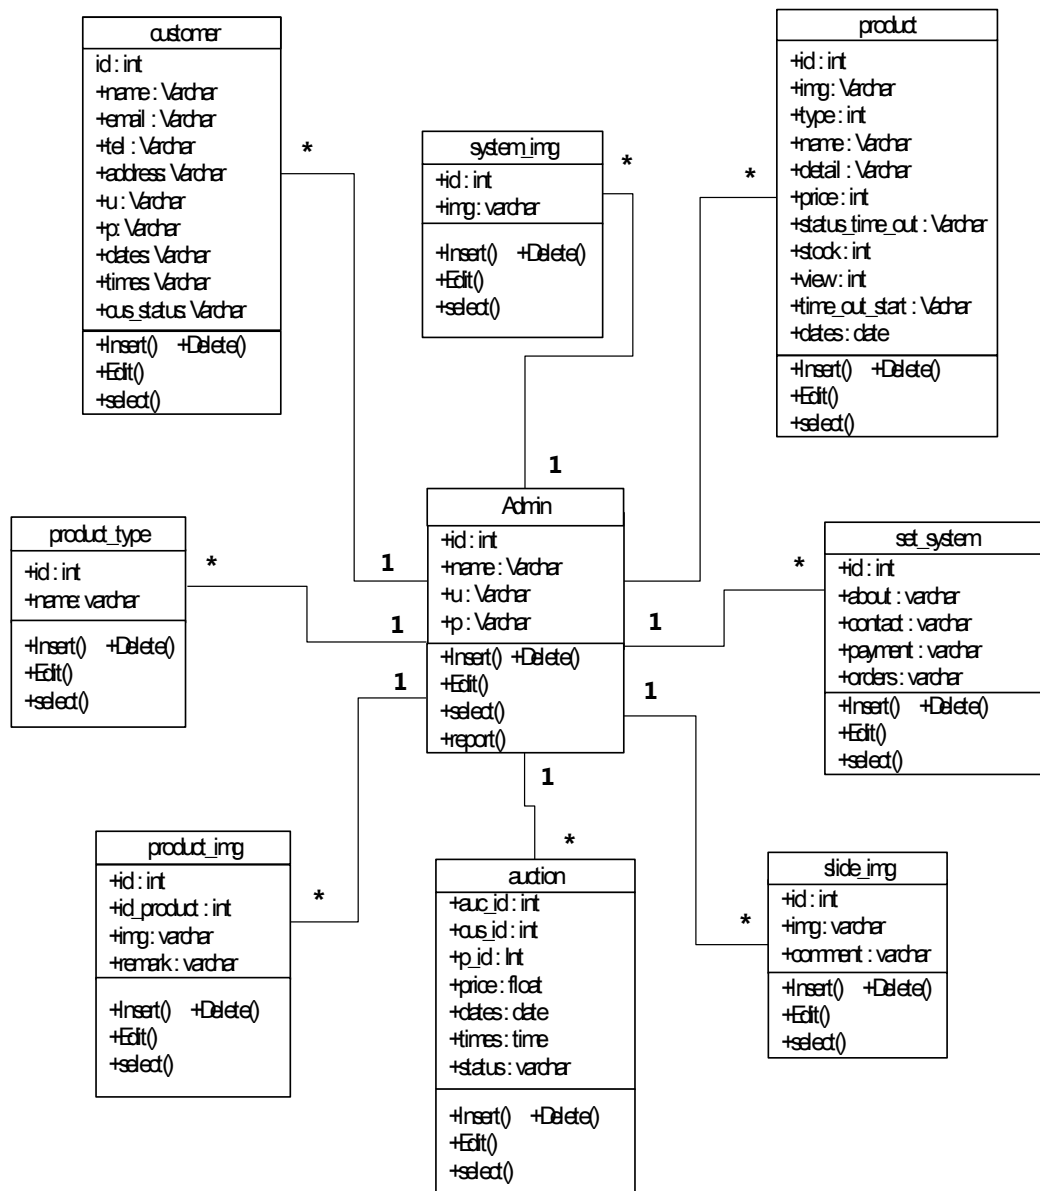 customer
id : int
+name : Varchar
+email : Varchar
+tel : Varchar
+address: Varchar
+u : Varchar
+p: Varchar
+dates: Varchar
+times: Varchar
+cus_status: Varchar
+Insert() +Delete()
+Edit()
+select()
*
system_img
+id : int
+img : varchar
+Insert() +Delete()
+Edit()
+select()
*
product
+id : int
+img : Varchar
+type : int
+name : Varchar
+detail : Varchar
+price : int
+status_time_out : Varchar
+stock : int
+view : int
+time_out_start : Vachar
+dates : date
+Insert() +Delete()
+Edit()
+select()
*
1
Admin
+id : int
+name : Varchar
+u : Varchar
+p : Varchar
+Insert() +Delete()
+Edit()
+select()
+report()
1
1
1
1
1
1
product_type
+id : int
+name: varchar
+Insert() +Delete()
+Edit()
+select()
*
set_system
+id : int
+about : varchar
+contact : varchar
+payment : varchar
+orders : varchar
+Insert() +Delete()
+Edit()
+select()
*
product_img
+id : int
+id_product : int
+img : varchar
+remark : varchar
+Insert() +Delete()
+Edit()
+select()
*
auction
+auc_id : int
+cus_id : int
+p_id : Int
+price : float
+dates : date
+times : time
+status : varchar
+Insert() +Delete()
+Edit()
+select()
*
slide_img
+id : int
+img : varchar
+comment : varchar
+Insert() +Delete()
+Edit()
+select()
*